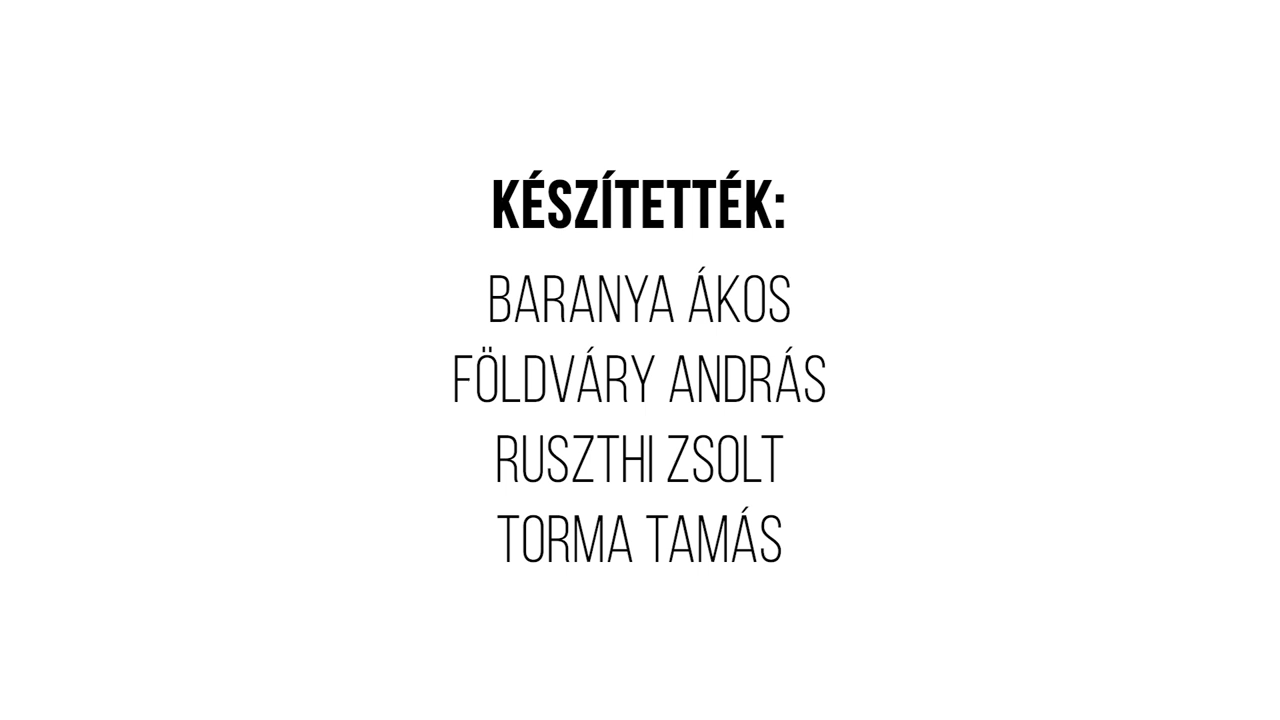 KÉSZÍTETTÉK:
BARANYA ÁKOS
FÖLDVÁRY ANDRÁS
RUSZTHI ZSOLT
TORMA TAMÁS